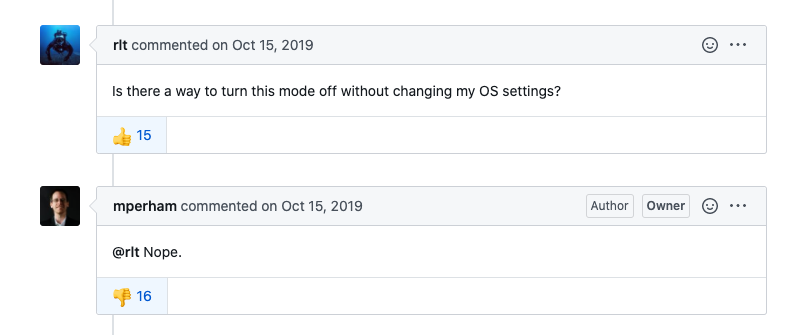 rlt commented on Oct 15, 2019
Is there a way to turn this mode off without changing my OS settings?
15
mperham commented on Oct 15, 2019 Author Owner
@rlt Nope.
16